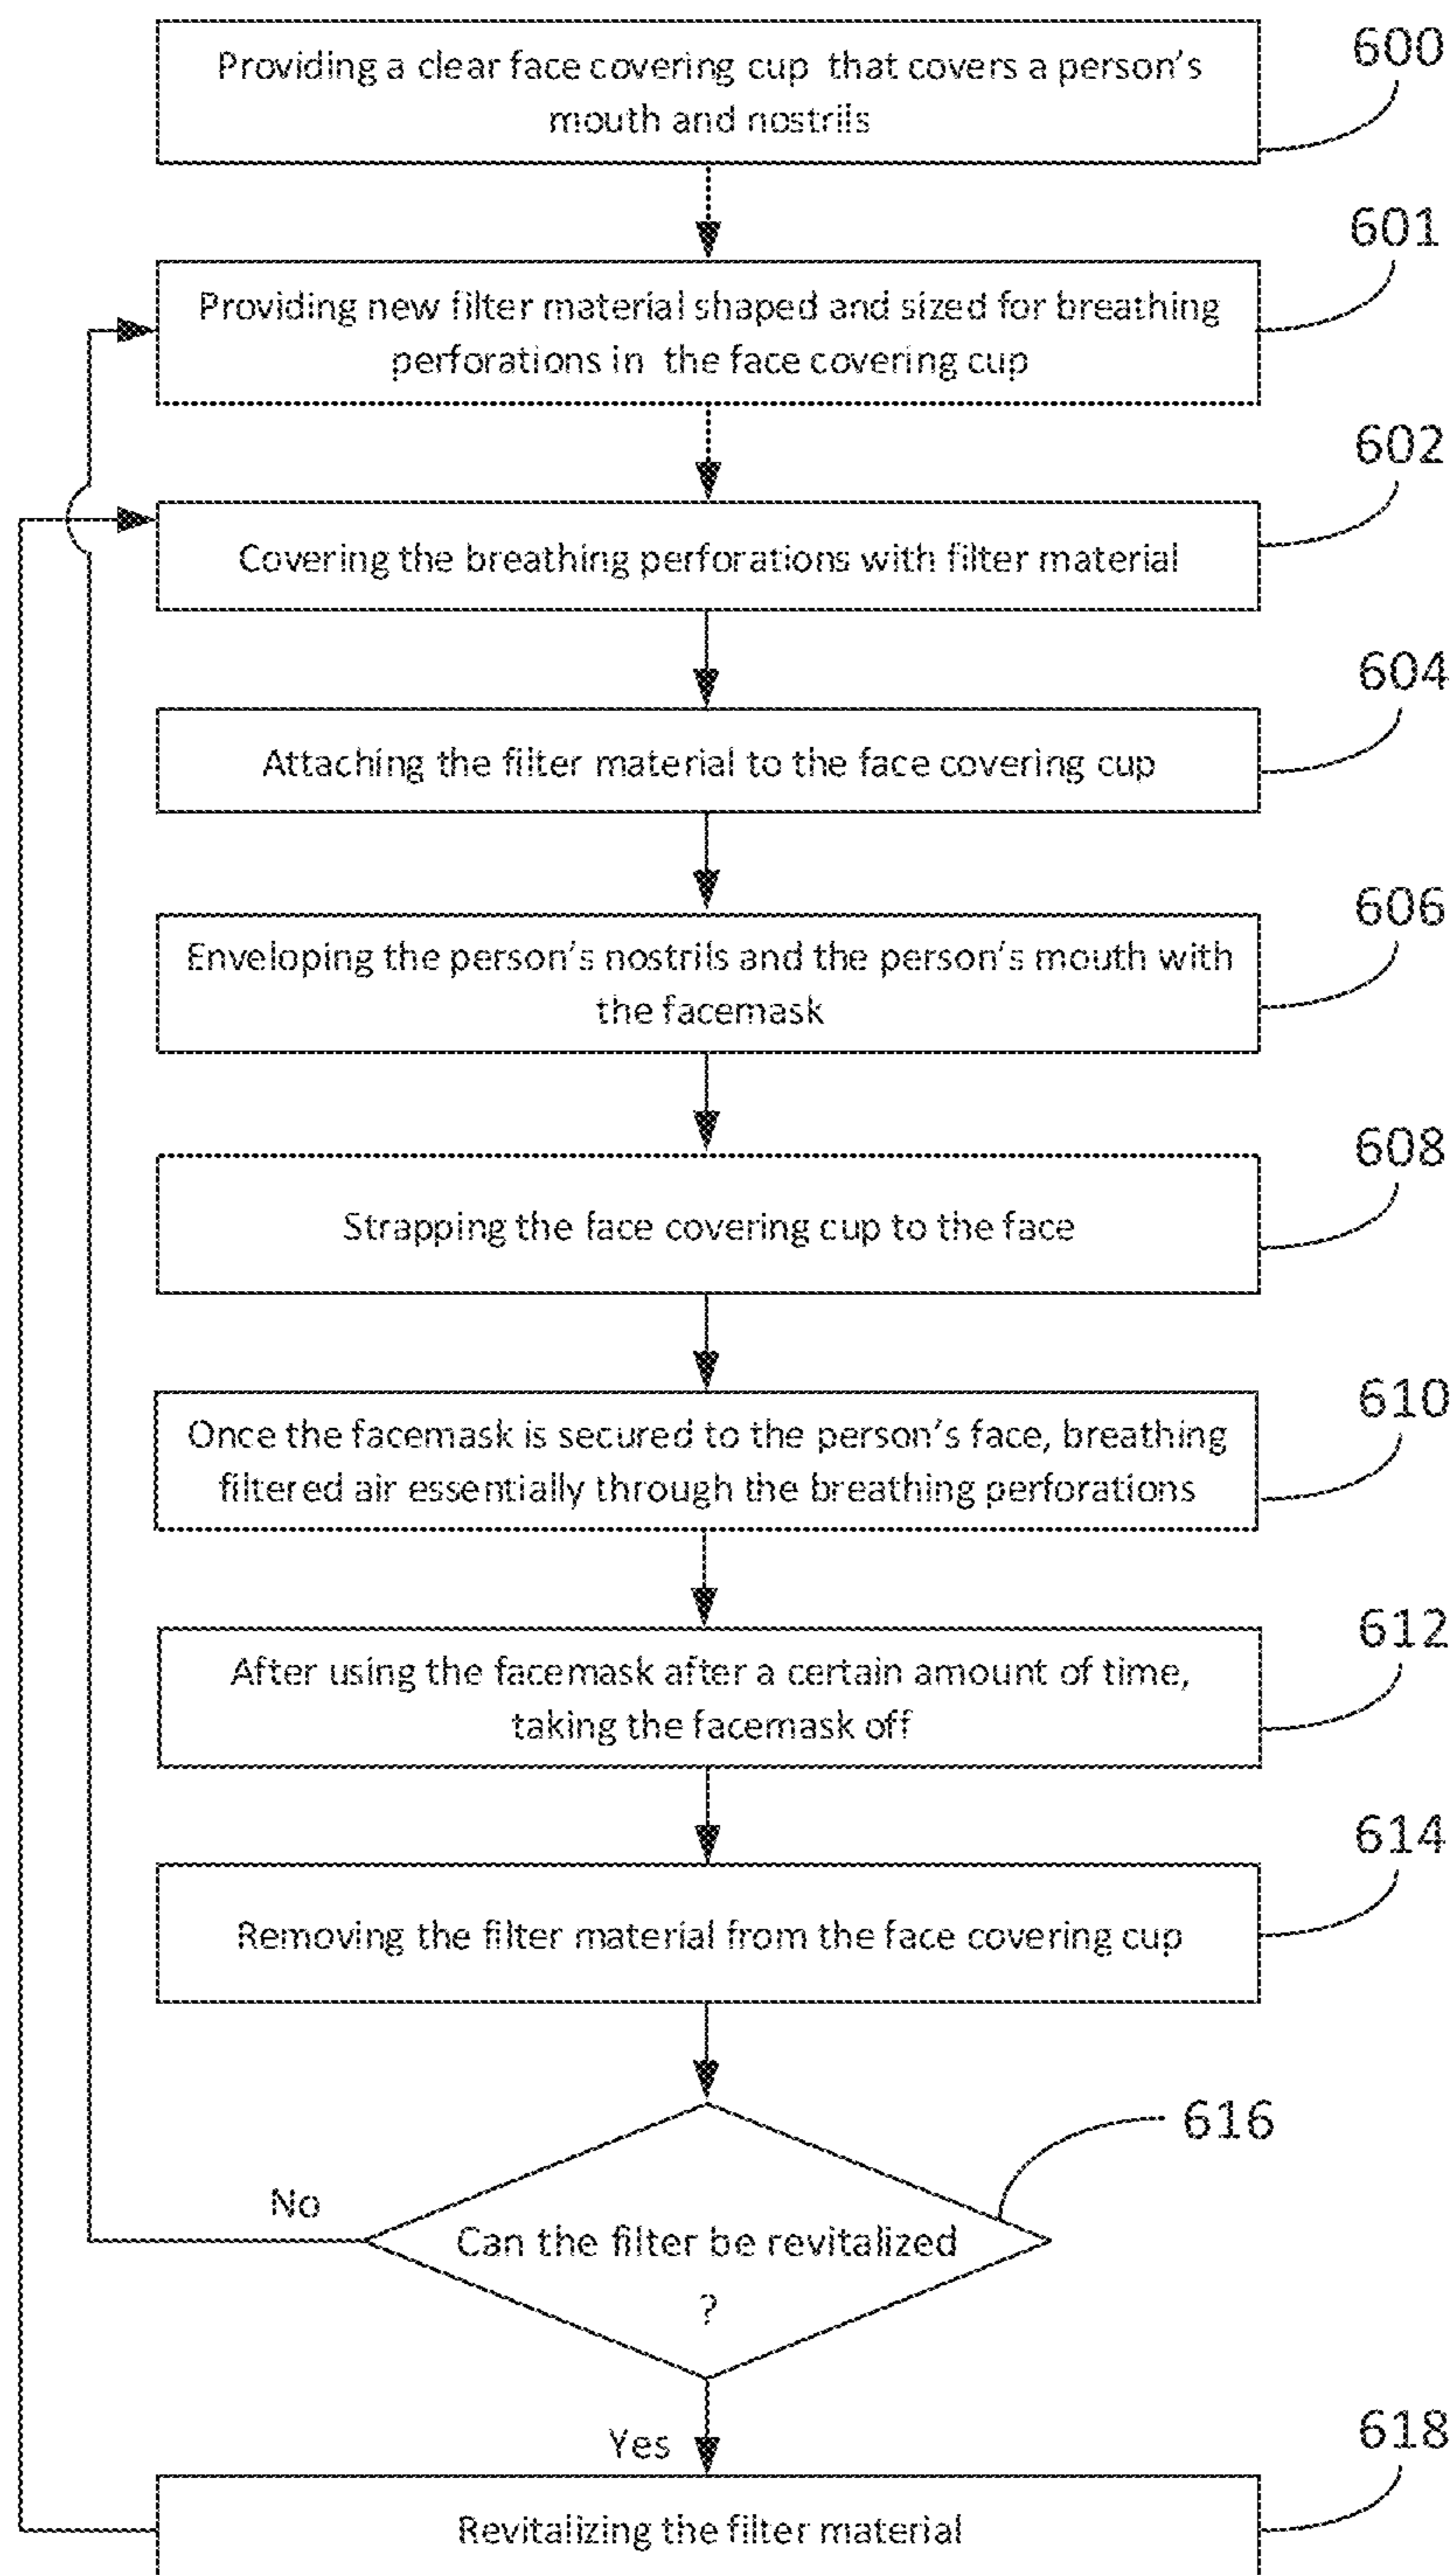 600
Providing a clear face covering cup that covers a person's
mouth and nostrils
601
Providing new filter material shaped and sized for breathing
perforations in the face covering cup
602
Covering the breathing perforations with filter material
604
Attaching the filter material to the face covering cup
606
Enveloping the person's nostrils and the person's mouth with
the facemask
608
Strapping the face covering cup to the face
610
Once the facemask is secured to the person's face, breathing
filtered air essentially through the breathing perforations
612
After using the facemask after a certain amount of time,
taking the facemask off
614
Removing the filter material from the face covering cup
616
No
Can the filter be revitalized
?
Yes
618
Revitalizing the filter material